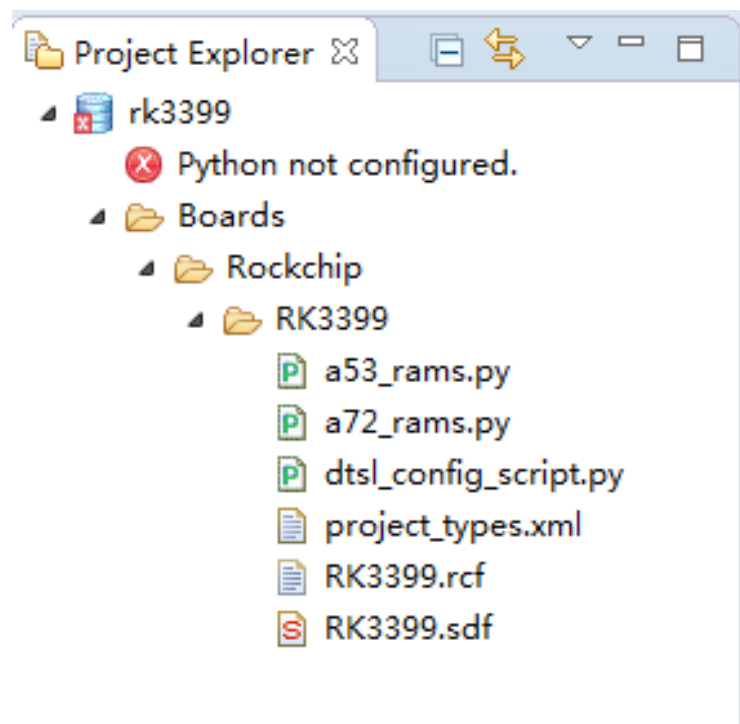 Project Explorer
rk3399
Python not configured.
Boards
Rockchip
RK3399
a53_rams.py
a72_rams.py
dtsl_config_script.py
project_types.xml
RK3399.rcf
RK3399.sdf